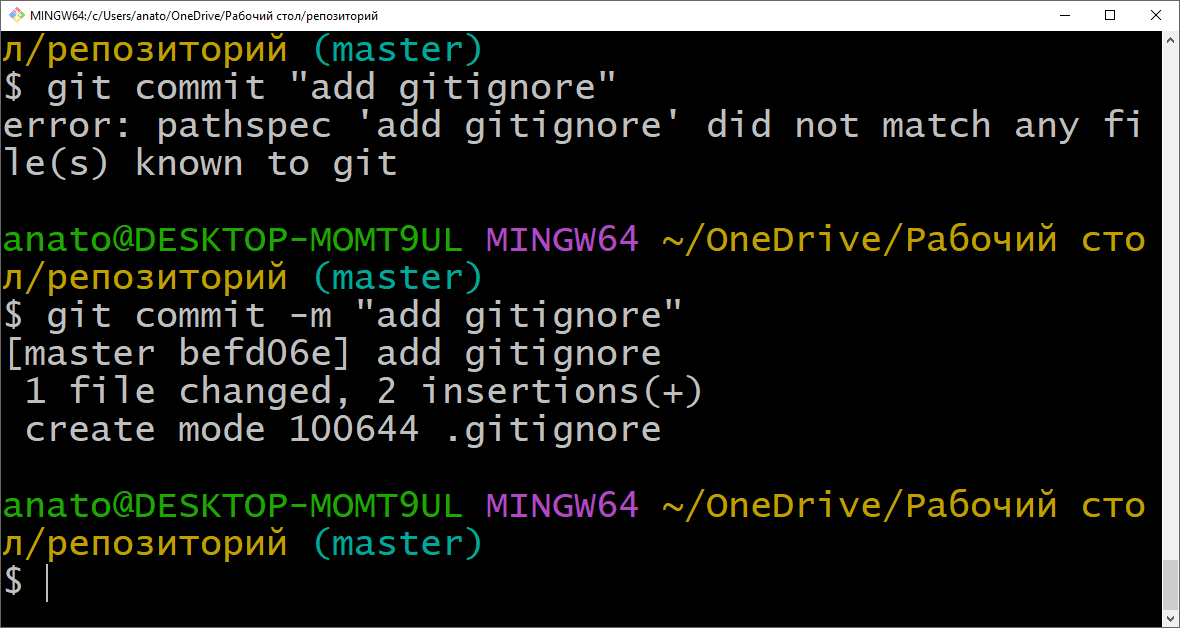 MINGW64:/c/Users/anato/OneDrive/Рабочий стол/репозиторий
л/репозиторий (master)
$ git commit "add gitignore"
error: pathspec 'add gitignore' did not match any fi
le(s) known to git
anato@DESKTOP-MOMT9UL MINGW64 ~/OneDrive/Рабочий сто
л/репозиторий (master)
$ git commit -m "add gitignore"
[master befd06e] add gitignore
 1 file changed, 2 insertions(+)
 create mode 100644 .gitignore
anato@DESKTOP-MOMT9UL MINGW64 ~/OneDrive/Рабочий сто
л/репозиторий (master)
$